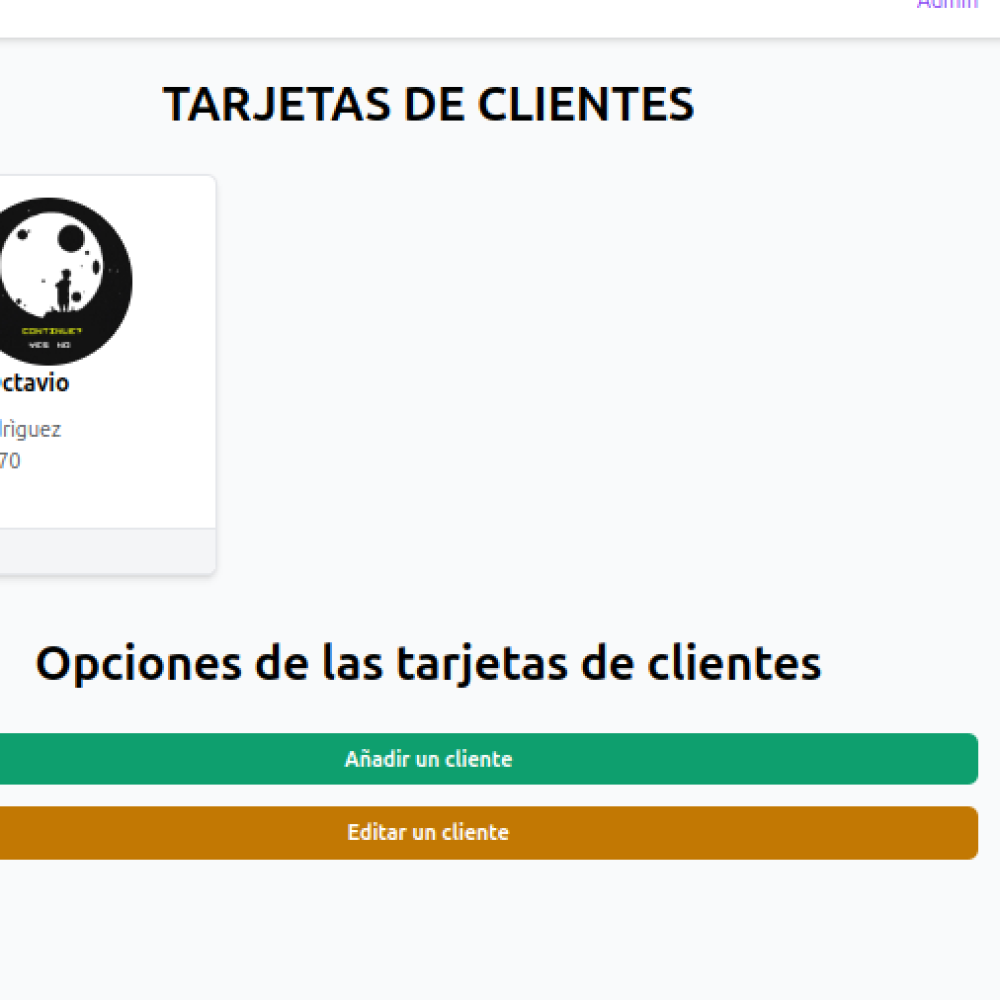 Admin
TARJETAS DE CLIENTES
CONTINUE?
YES NO
ctavio
rìguez
70
Opciones de las tarjetas de clientes
Añadir un cliente
Editar un cliente